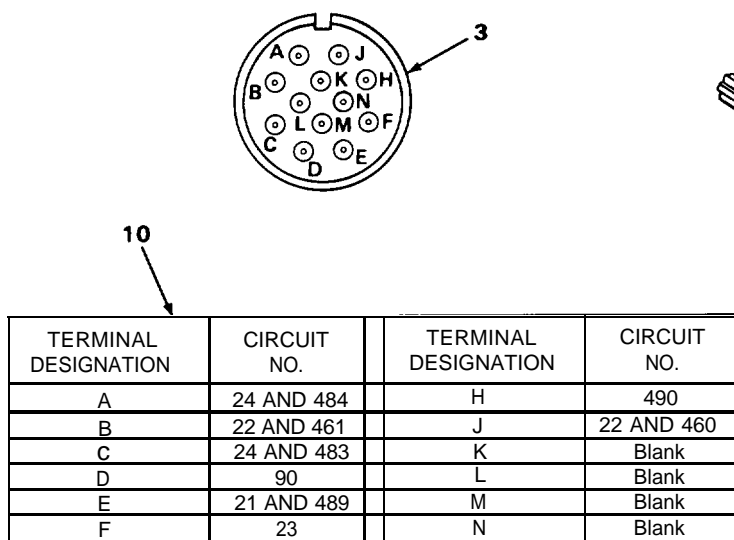 3
A J
B K H
N
C L M F
D E
10
TERMINAL DESIGNATION CIRCUIT NO. TERMINAL DESIGNATION CIRCUIT NO.
A 24 AND 484 H 490
B 22 AND 461 J 22 AND 460
C 24 AND 483 K Blank
D 90 L Blank
E 21 AND 489 M Blank
F 23 N Blank